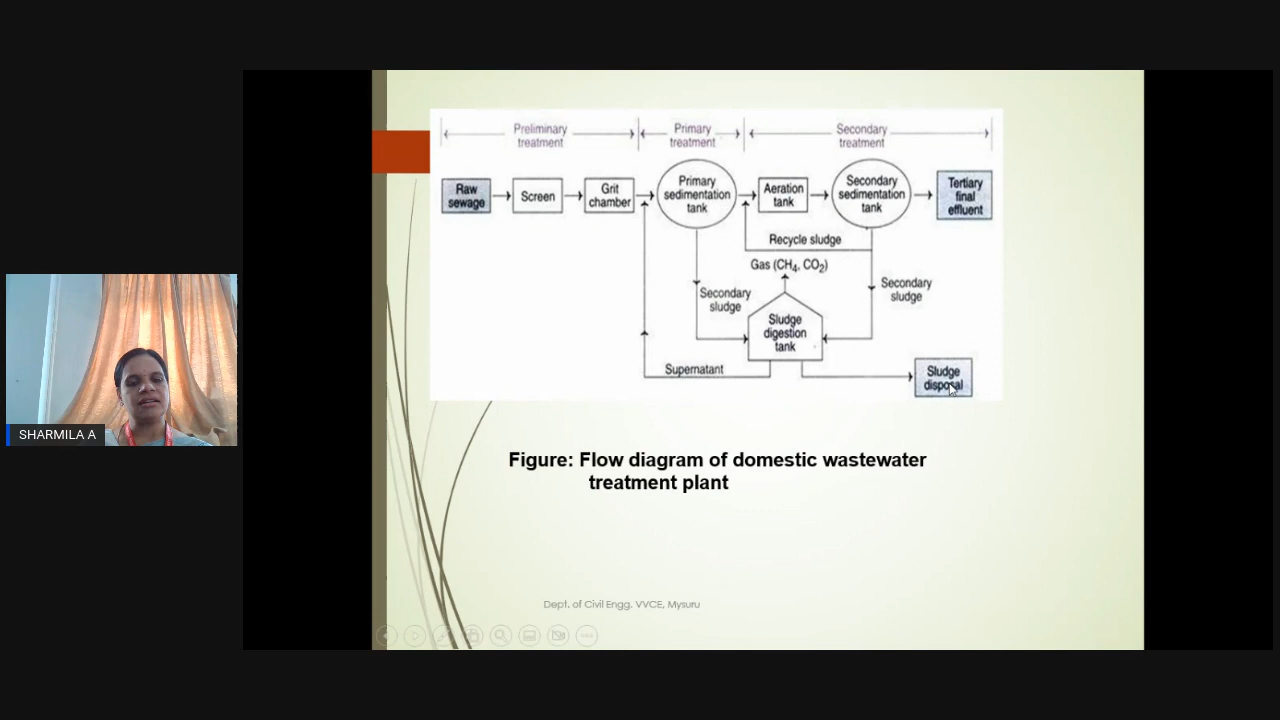 Preliminary
treatment
Primary
treatment
Secondary
treatment
Raw
sewage
Screen
Grit
chamber
Primary
sedimentation
tank
Aeration
tank
Secondary
sedimentation
tank
Tertiary
final
effluent
Recycle sludge
Gas (CH₄, CO₂)
Secondary
sludge
Secondary
sludge
Sludge
digestion
tank
Supernatant
Sludge
disposal
SHARMILA A
Figure: Flow diagram of domestic wastewater
treatment plant
Dept. of Civil Engg. VVCE, Mysuru